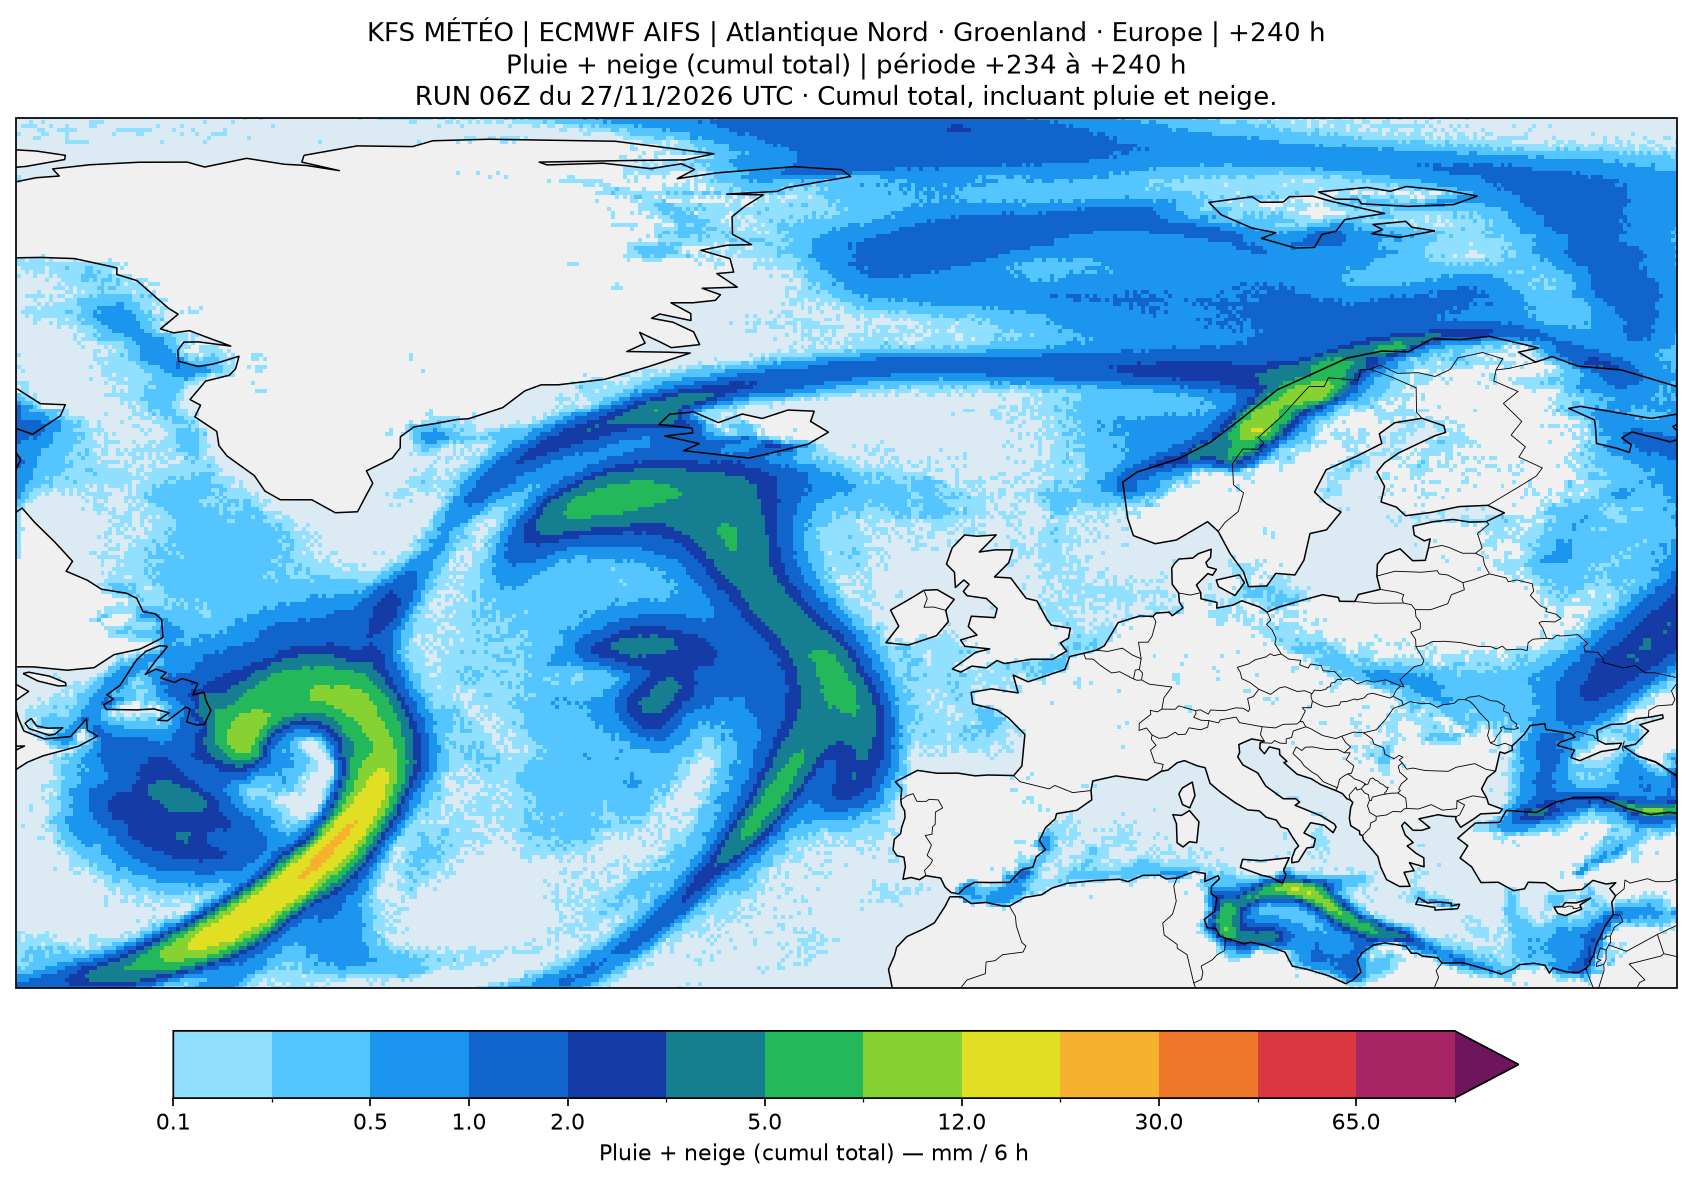 KFS MÉTÉO | ECMWF AIFS | Atlantique Nord · Groenland · Europe | +240 h
Pluie + neige (cumul total) | période +234 à +240 h
RUN 06Z du 27/11/2026 UTC · Cumul total, incluant pluie et neige.
0.1 0.5 1.0 2.0 5.0 12.0 30.0 65.0
Pluie + neige (cumul total) — mm / 6 h